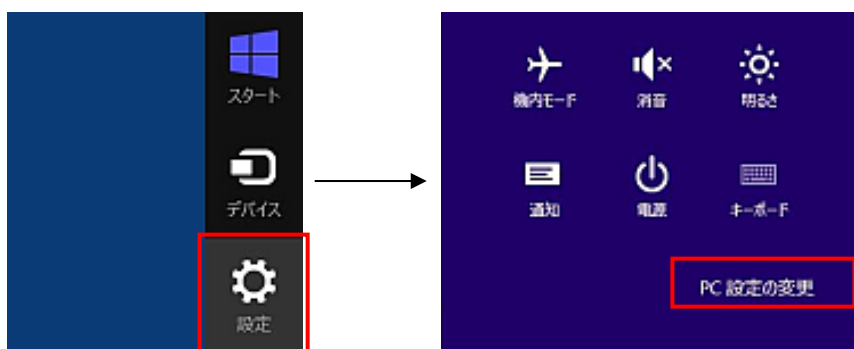 スタート
デバイス
設定
機内モード
消音
明るさ
通知
電源
キーボード
PC 設定の変更